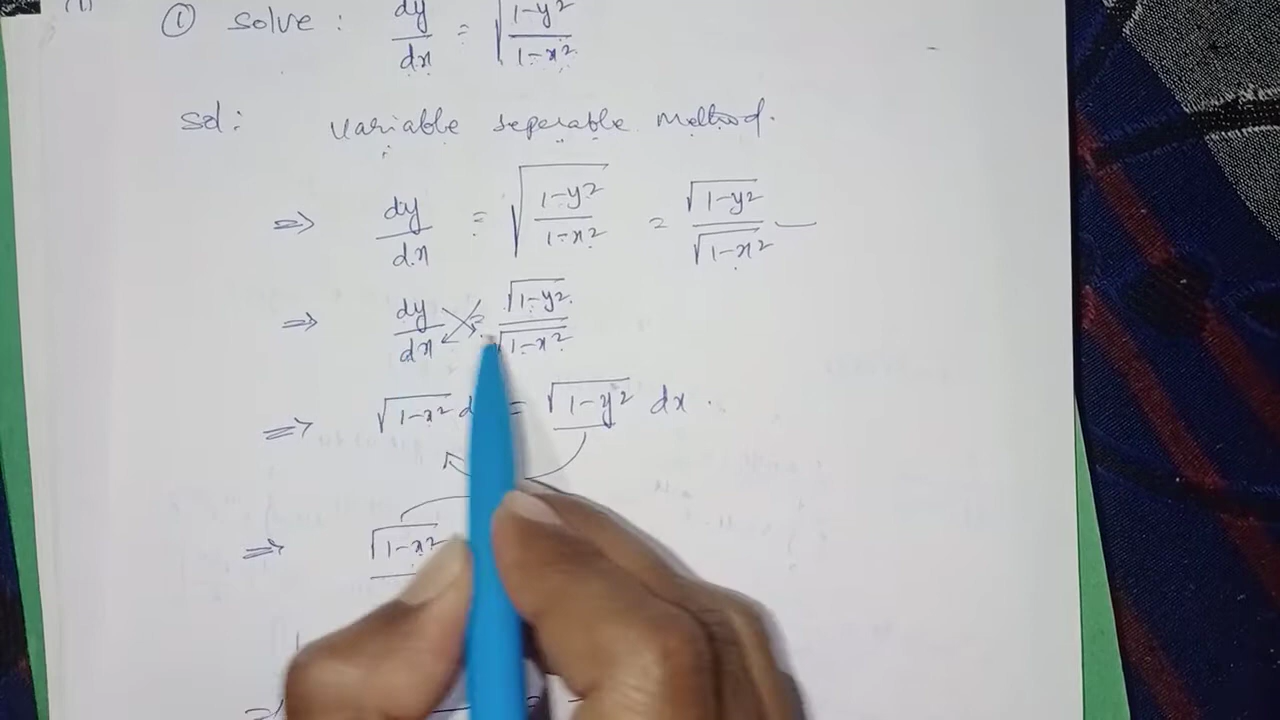 ① Solve : dy/dx = √(1-y²/1-x²)
Sol: Variable Seperable Method.
⇒ dy/dx = √(1-y²/1-x²) = √1-y²/√1-x²
⇒ dy/dx = √1-y²/√1-x²
⇒ √1-x² d = √1-y² dx.
⇒ √1-x²